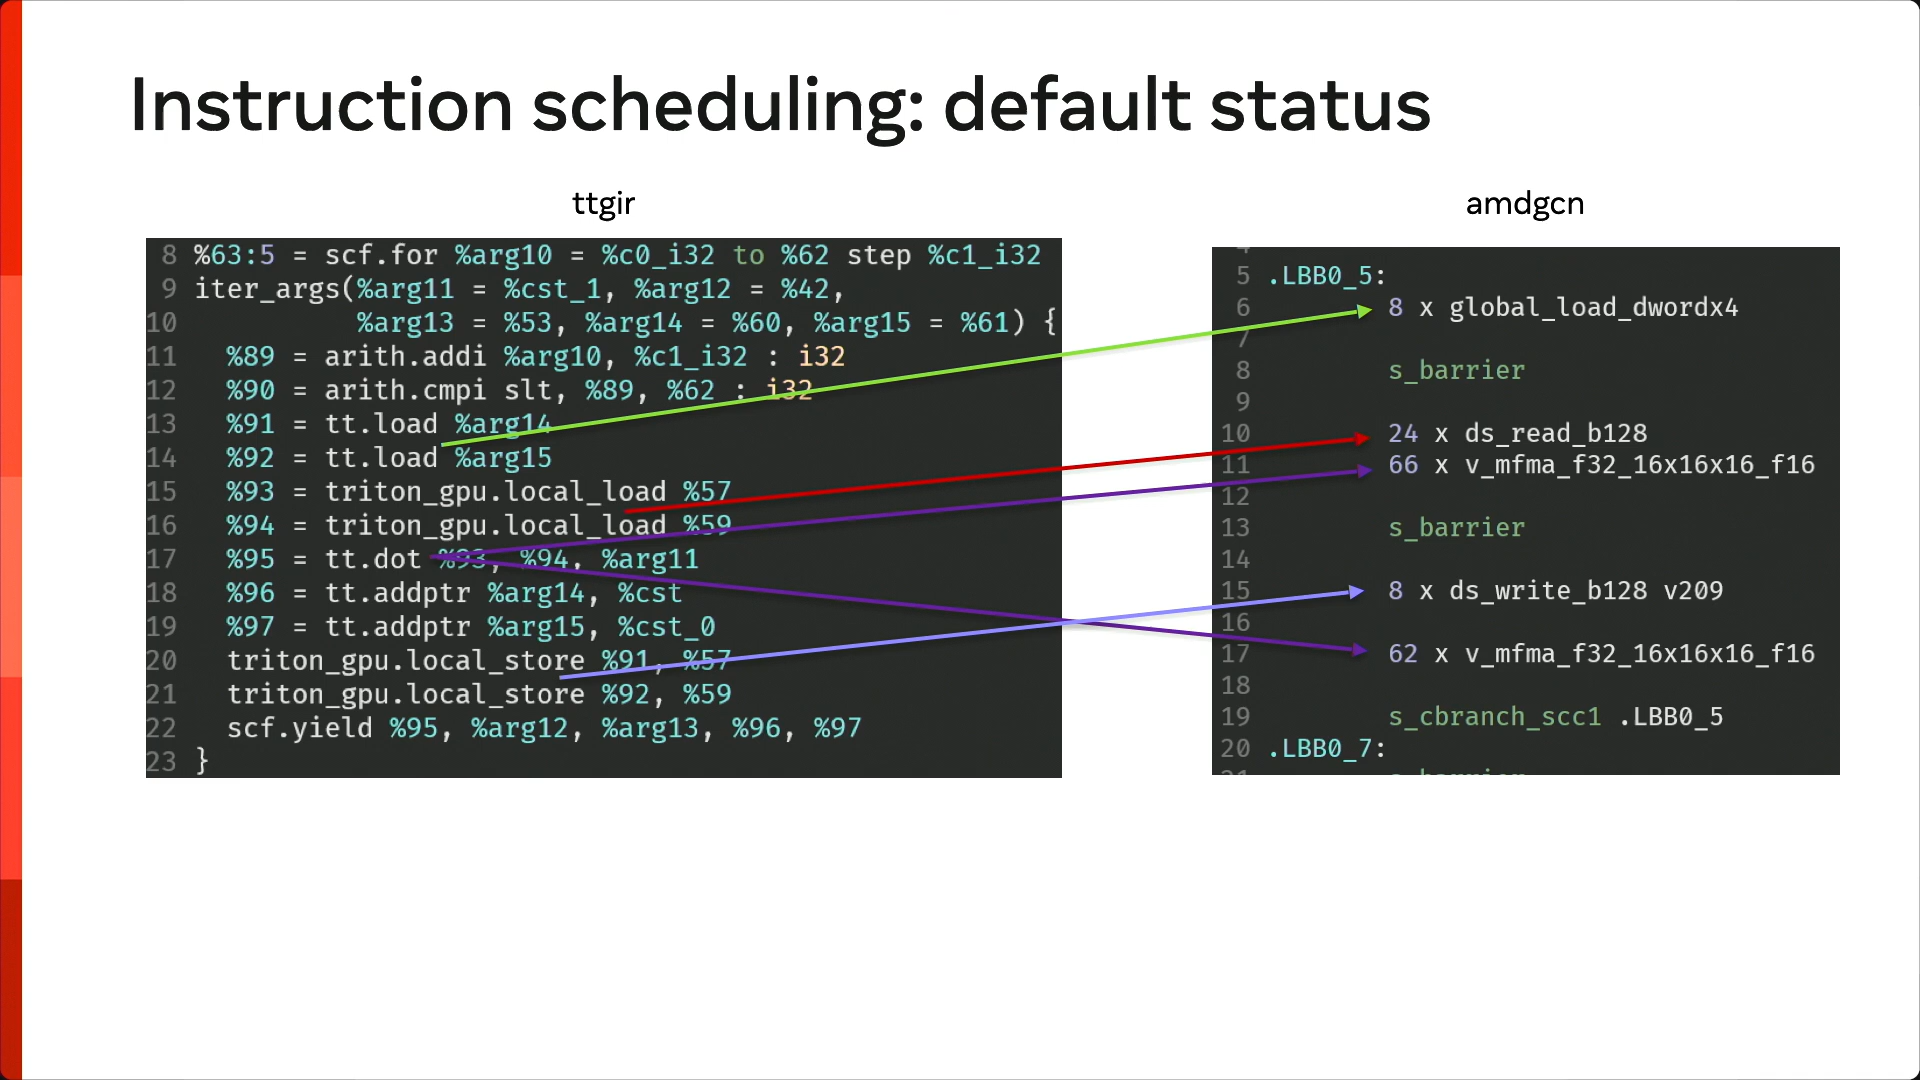 Instruction scheduling: default status
ttgir
8 %63:5 = scf.for %arg10 = %c0_i32 to %62 step %c1_i32
9 iter_args(%arg11 = %cst_1, %arg12 = %42,
10 %arg13 = %53, %arg14 = %60, %arg15 = %61) {
11 %89 = arith.addi %arg10, %c1_i32 : i32
12 %90 = arith.cmpi slt, %89, %62 : i32
13 %91 = tt.load %arg14
14 %92 = tt.load %arg15
15 %93 = triton_gpu.local_load %57
16 %94 = triton_gpu.local_load %59
17 %95 = tt.dot %93, %94, %arg11
18 %96 = tt.addptr %arg14, %cst
19 %97 = tt.addptr %arg15, %cst_0
20 triton_gpu.local_store %91, %57
21 triton_gpu.local_store %92, %59
22 scf.yield %95, %arg12, %arg13, %96, %97
23 }
amdgcn
5 .LBB0_5:
6 8 x global_load_dwordx4
7
8 s_barrier
9
10 24 x ds_read_b128
11 66 x v_mfma_f32_16x16x16_f16
12
13 s_barrier
14
15 8 x ds_write_b128 v209
16
17 62 x v_mfma_f32_16x16x16_f16
18
19 s_cbranch_scc1 .LBB0_5
20 .LBB0_7: